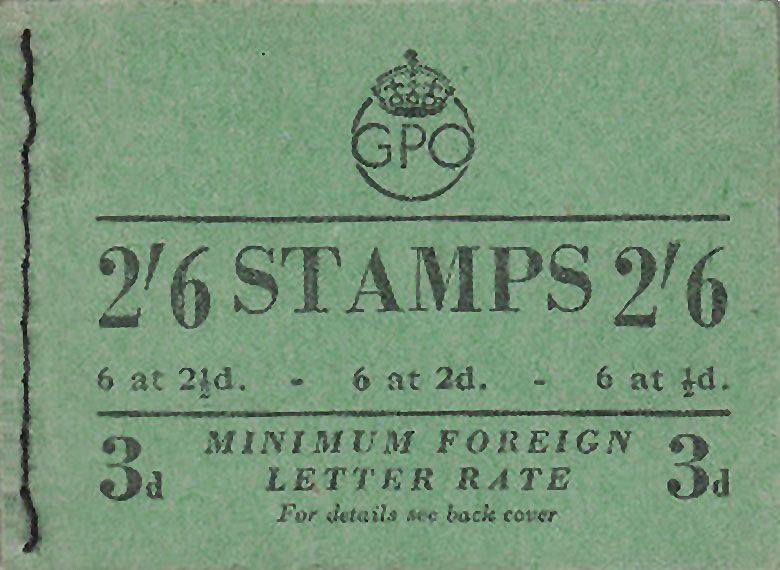 GPO
2/6 STAMPS 2/6
6 at 2½d. - 6 at 2d. - 6 at ½d.
3d MINIMUM FOREIGN 3d
LETTER RATE
For details see back cover